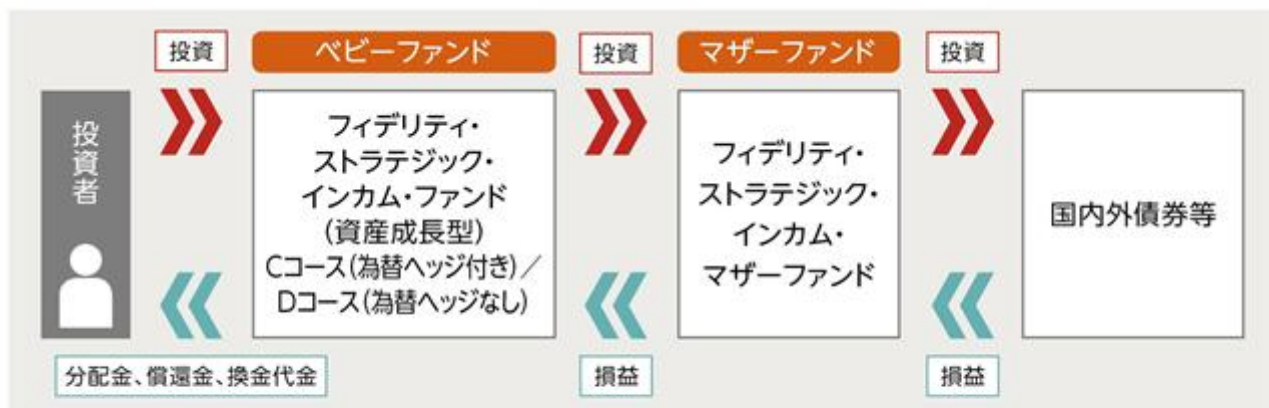 投資
ベビーファンド
投資
マザーファンド
投資
投資者
フィデリティ・
ストラテジック・
インカム・ファンド
(資産成長型)
Cコース(為替ヘッジ付き)／
Dコース(為替ヘッジなし)
フィデリティ・
ストラテジック・
インカム・
マザーファンド
国内外債券等
分配金、償還金、換金代金
損益
損益